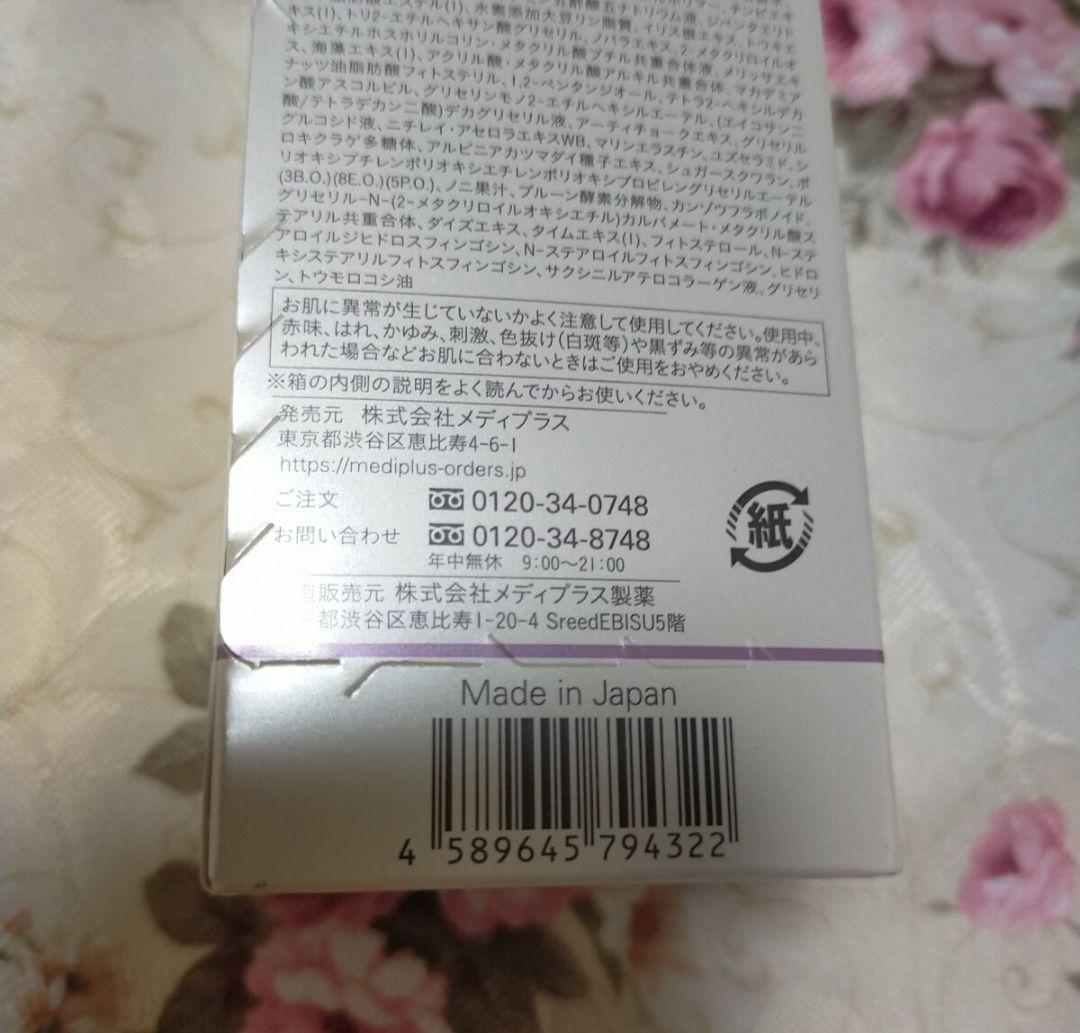 キス(1)、トリ2-エチルヘキサン酸グリセリル、ノバラエキス、2-メタクリロイルオ
キシエチルホスホリルコリン・メタクリル酸ブチル共重合体液、メリッサエキ
ス、海藻エキス(1)、アクリル酸・メタクリル酸アルキル共重合体、マカデミア
ナッツ油脂肪酸フィトステリル、1,2-ペンタンジオール、テトラ2-ヘキシルデカ
ン酸アスコルビル、グリセリンモノ2-エチルヘキシルエーテル、(エイコサン二
酸/テトラデカン二酸)デカグリセリル液、アーティチョークエキス、グリセリル
グルコシド液、ニチレイ・アセロラエキスWB、マリンエラスチン、ユズセラミド、シ
ロキクラゲ多糖体、アルピニアカツマダイ種子エキス、シュガースクワラン、ポ
リオキシブチレンポリオキシエチレンポリオキシプロピレングリセリルエーテル
(3B.O.)(8E.O.)(5P.O.)、ノニ果汁、プルーン酵素分解物、カンゾウフラボノイド、
グリセリル-N-(2-メタクリロイルオキシエチル)カルバメート・メタクリル酸ス
テアリル共重合体、ダイズエキス、タイムエキス(1)、フィトステロール、N-ステ
アロイルジヒドロスフィンゴシン、N-ステアロイルフィトスフィンゴシン、ヒドロ
キシステアリルフィトスフィンゴシン、サクシニルアテロコラーゲン液、グリセリ
ン、トウモロコシ油
お肌に異常が生じていないかよく注意して使用してください。使用中、
赤味、はれ、かゆみ、刺激、色抜け(白斑等)や黒ずみ等の異常があら
われた場合などお肌に合わないときはご使用をおやめください。
※箱の内側の説明をよく読んでからお使いください。
発売元 株式会社メディプラス
東京都渋谷区恵比寿4-6-1
https://mediplus-orders.jp
ご注文 0120-34-0748
お問い合わせ 0120-34-8748
年中無休 9:00～21:00
紙
販売元 株式会社メディプラス製薬
都渋谷区恵比寿1-20-4 SreedEBISU5階
Made in Japan
4 589645 794322